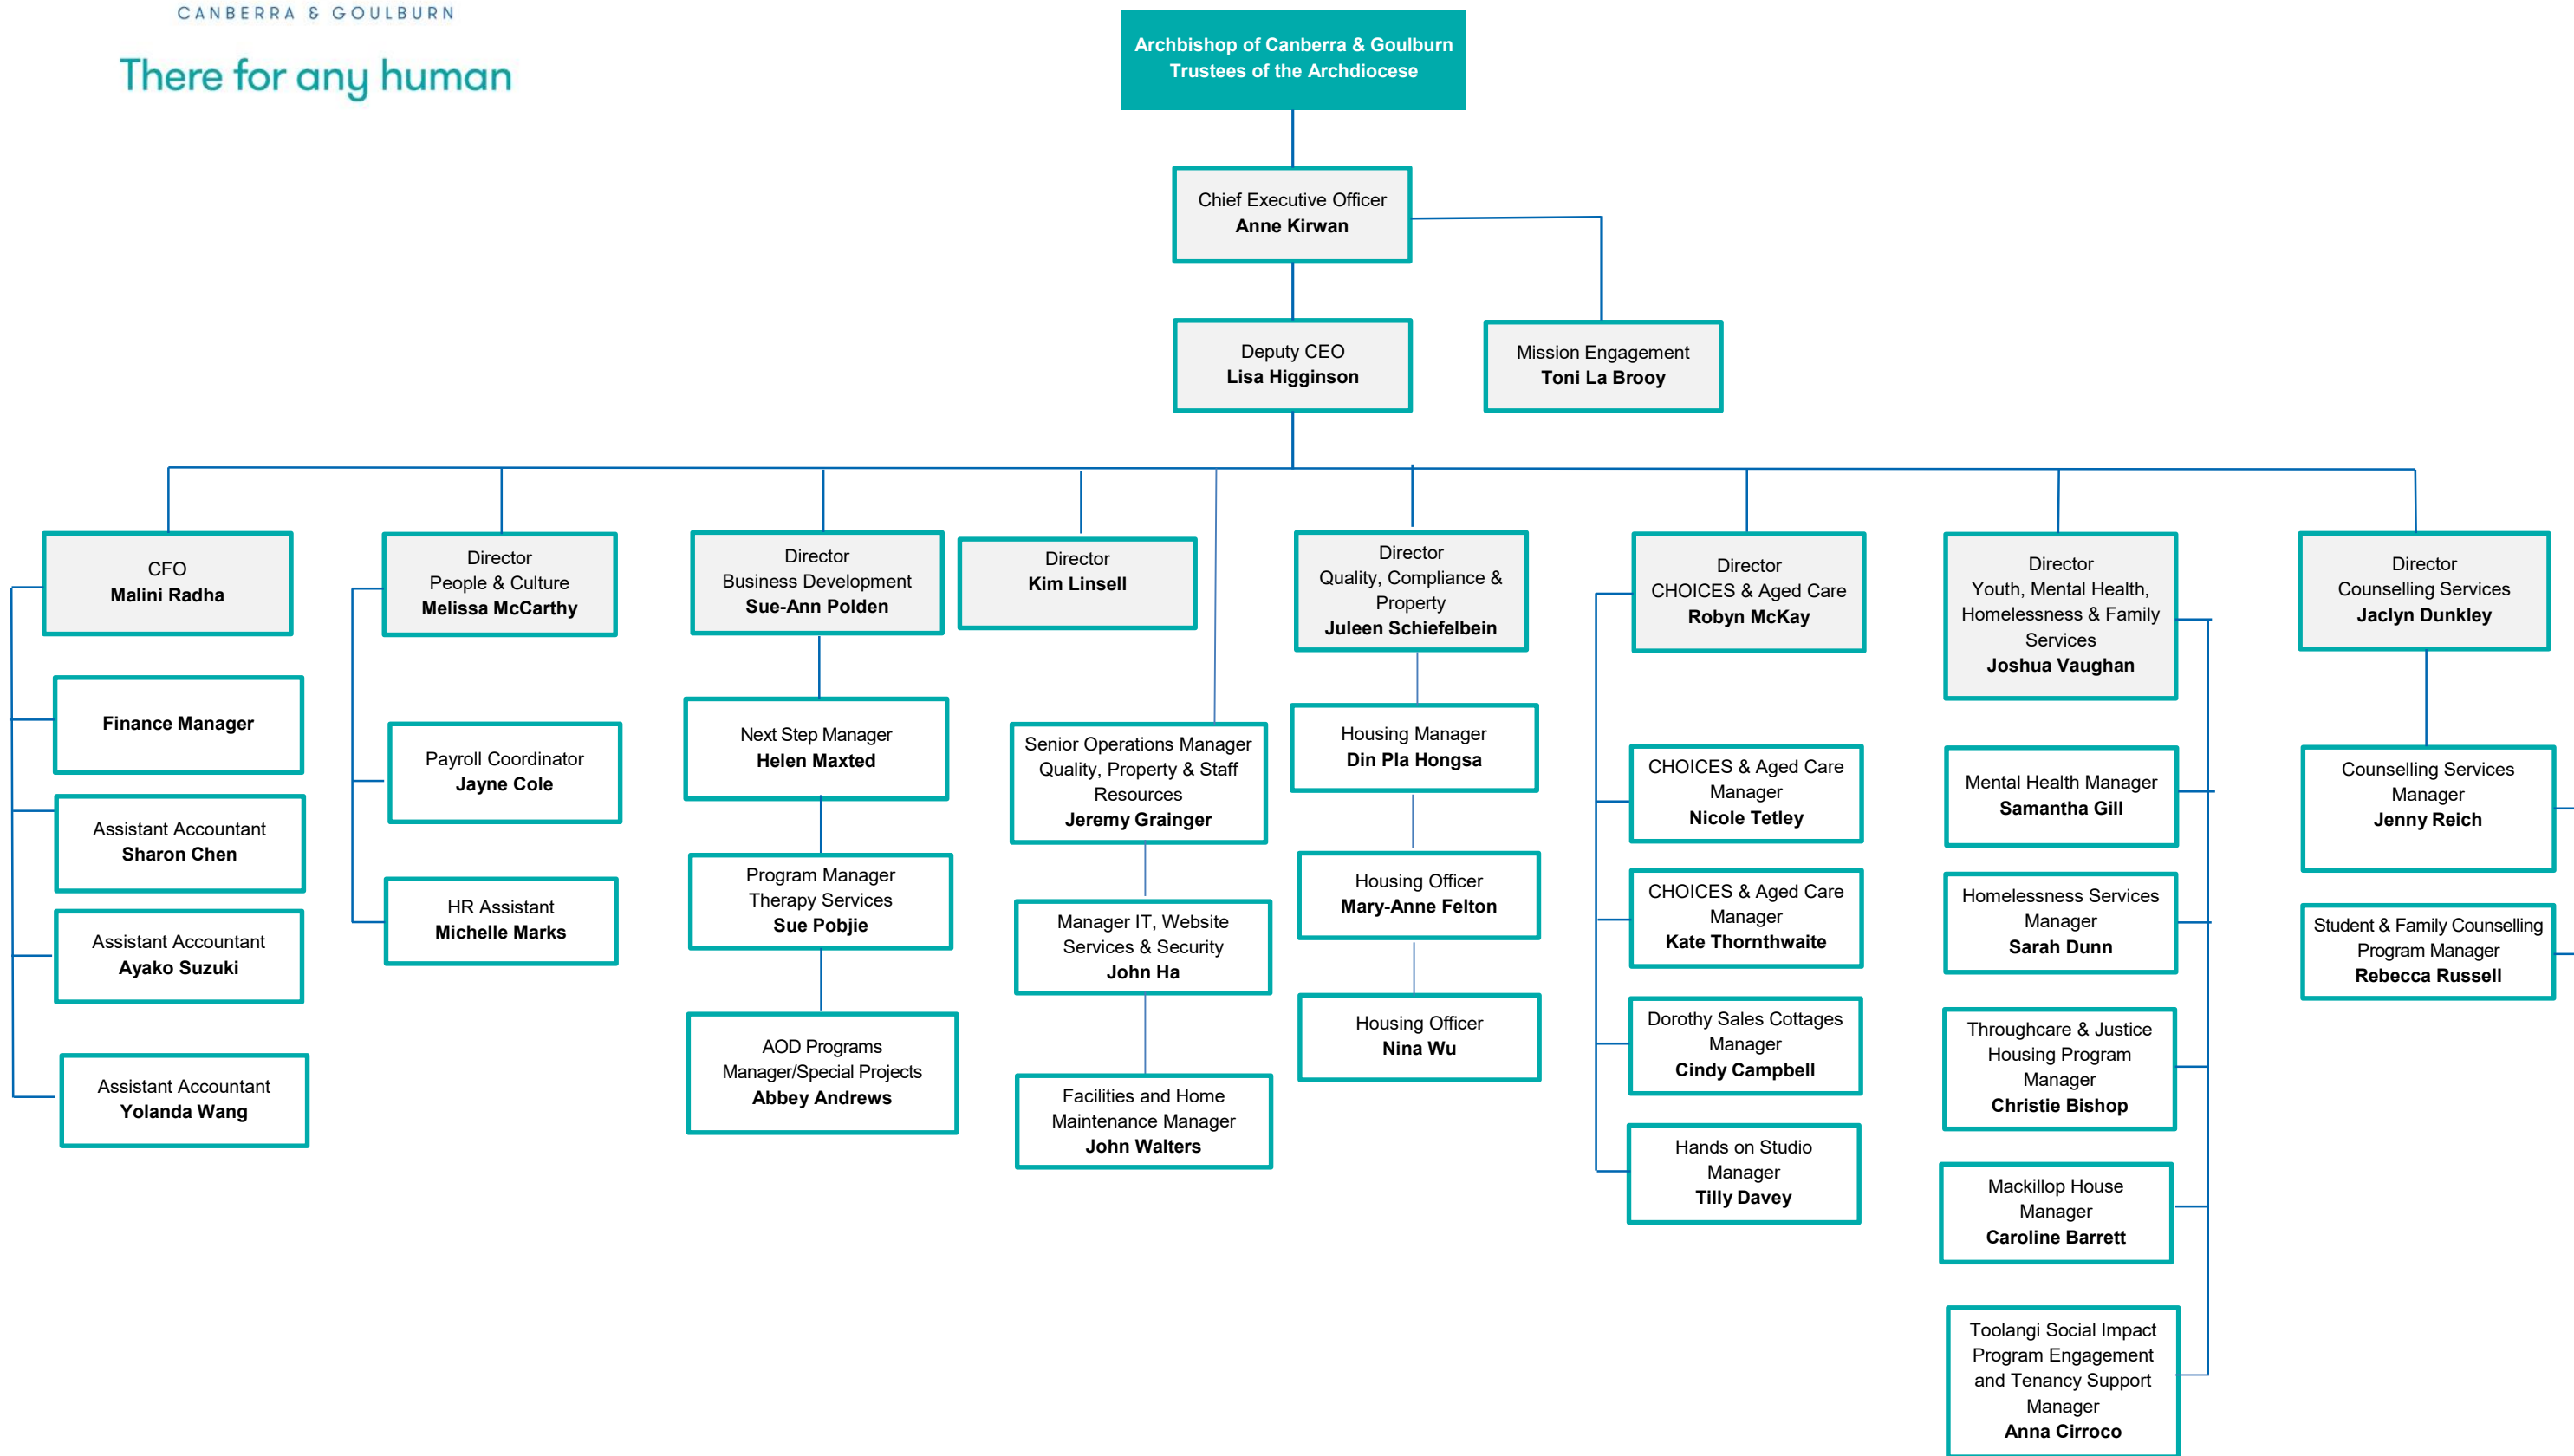 CANBERRA & GOULBURN
There for any human
Archbishop of Canberra & Goulburn
Trustees of the Archdiocese
Chief Executive Officer
Anne Kirwan
Deputy CEO
Lisa Higginson
Mission Engagement
Toni La Brooy
CFO
Malini Radha
Finance Manager
Assistant Accountant
Sharon Chen
Assistant Accountant
Ayako Suzuki
Assistant Accountant
Yolanda Wang
Director
People & Culture
Melissa McCarthy
Payroll Coordinator
Jayne Cole
HR Assistant
Michelle Marks
Director
Business Development
Sue-Ann Polden
Next Step Manager
Helen Maxted
Program Manager
Therapy Services
Sue Pobjie
AOD Programs
Manager/Special Projects
Abbey Andrews
Director
Kim Linsell
Senior Operations Manager
Quality, Property & Staff
Resources
Jeremy Grainger
Manager IT, Website
Services & Security
John Ha
Facilities and Home
Maintenance Manager
John Walters
Director
Quality, Compliance &
Property
Juleen Schiefelbein
Housing Manager
Din Pla Hongsa
Housing Officer
Mary-Anne Felton
Housing Officer
Nina Wu
Director
CHOICES & Aged Care
Robyn McKay
CHOICES & Aged Care
Manager
Nicole Tetley
CHOICES & Aged Care
Manager
Kate Thornthwaite
Dorothy Sales Cottages
Manager
Cindy Campbell
Hands on Studio
Manager
Tilly Davey
Director
Youth, Mental Health,
Homelessness & Family
Services
Joshua Vaughan
Mental Health Manager
Samantha Gill
Homelessness Services
Manager
Sarah Dunn
Throughcare & Justice
Housing Program
Manager
Christie Bishop
Mackillop House
Manager
Caroline Barrett
Toolangi Social Impact
Program Engagement
and Tenancy Support
Manager
Anna Cirroco
Director
Counselling Services
Jaclyn Dunkley
Counselling Services
Manager
Jenny Reich
Student & Family Counselling
Program Manager
Rebecca Russell